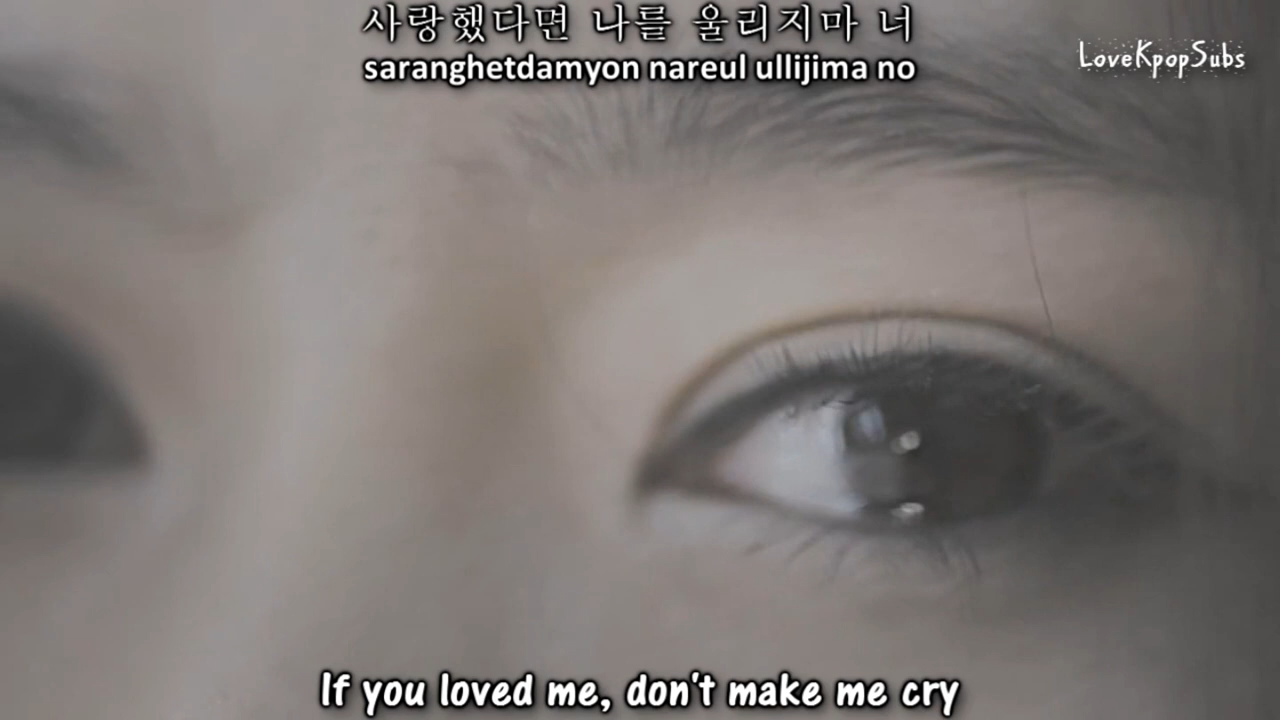 사랑했다면 나를 울리지마 너
saranghetdamyon nareul ullijima no
LoveKpopSubs
If you loved me, don't make me cry